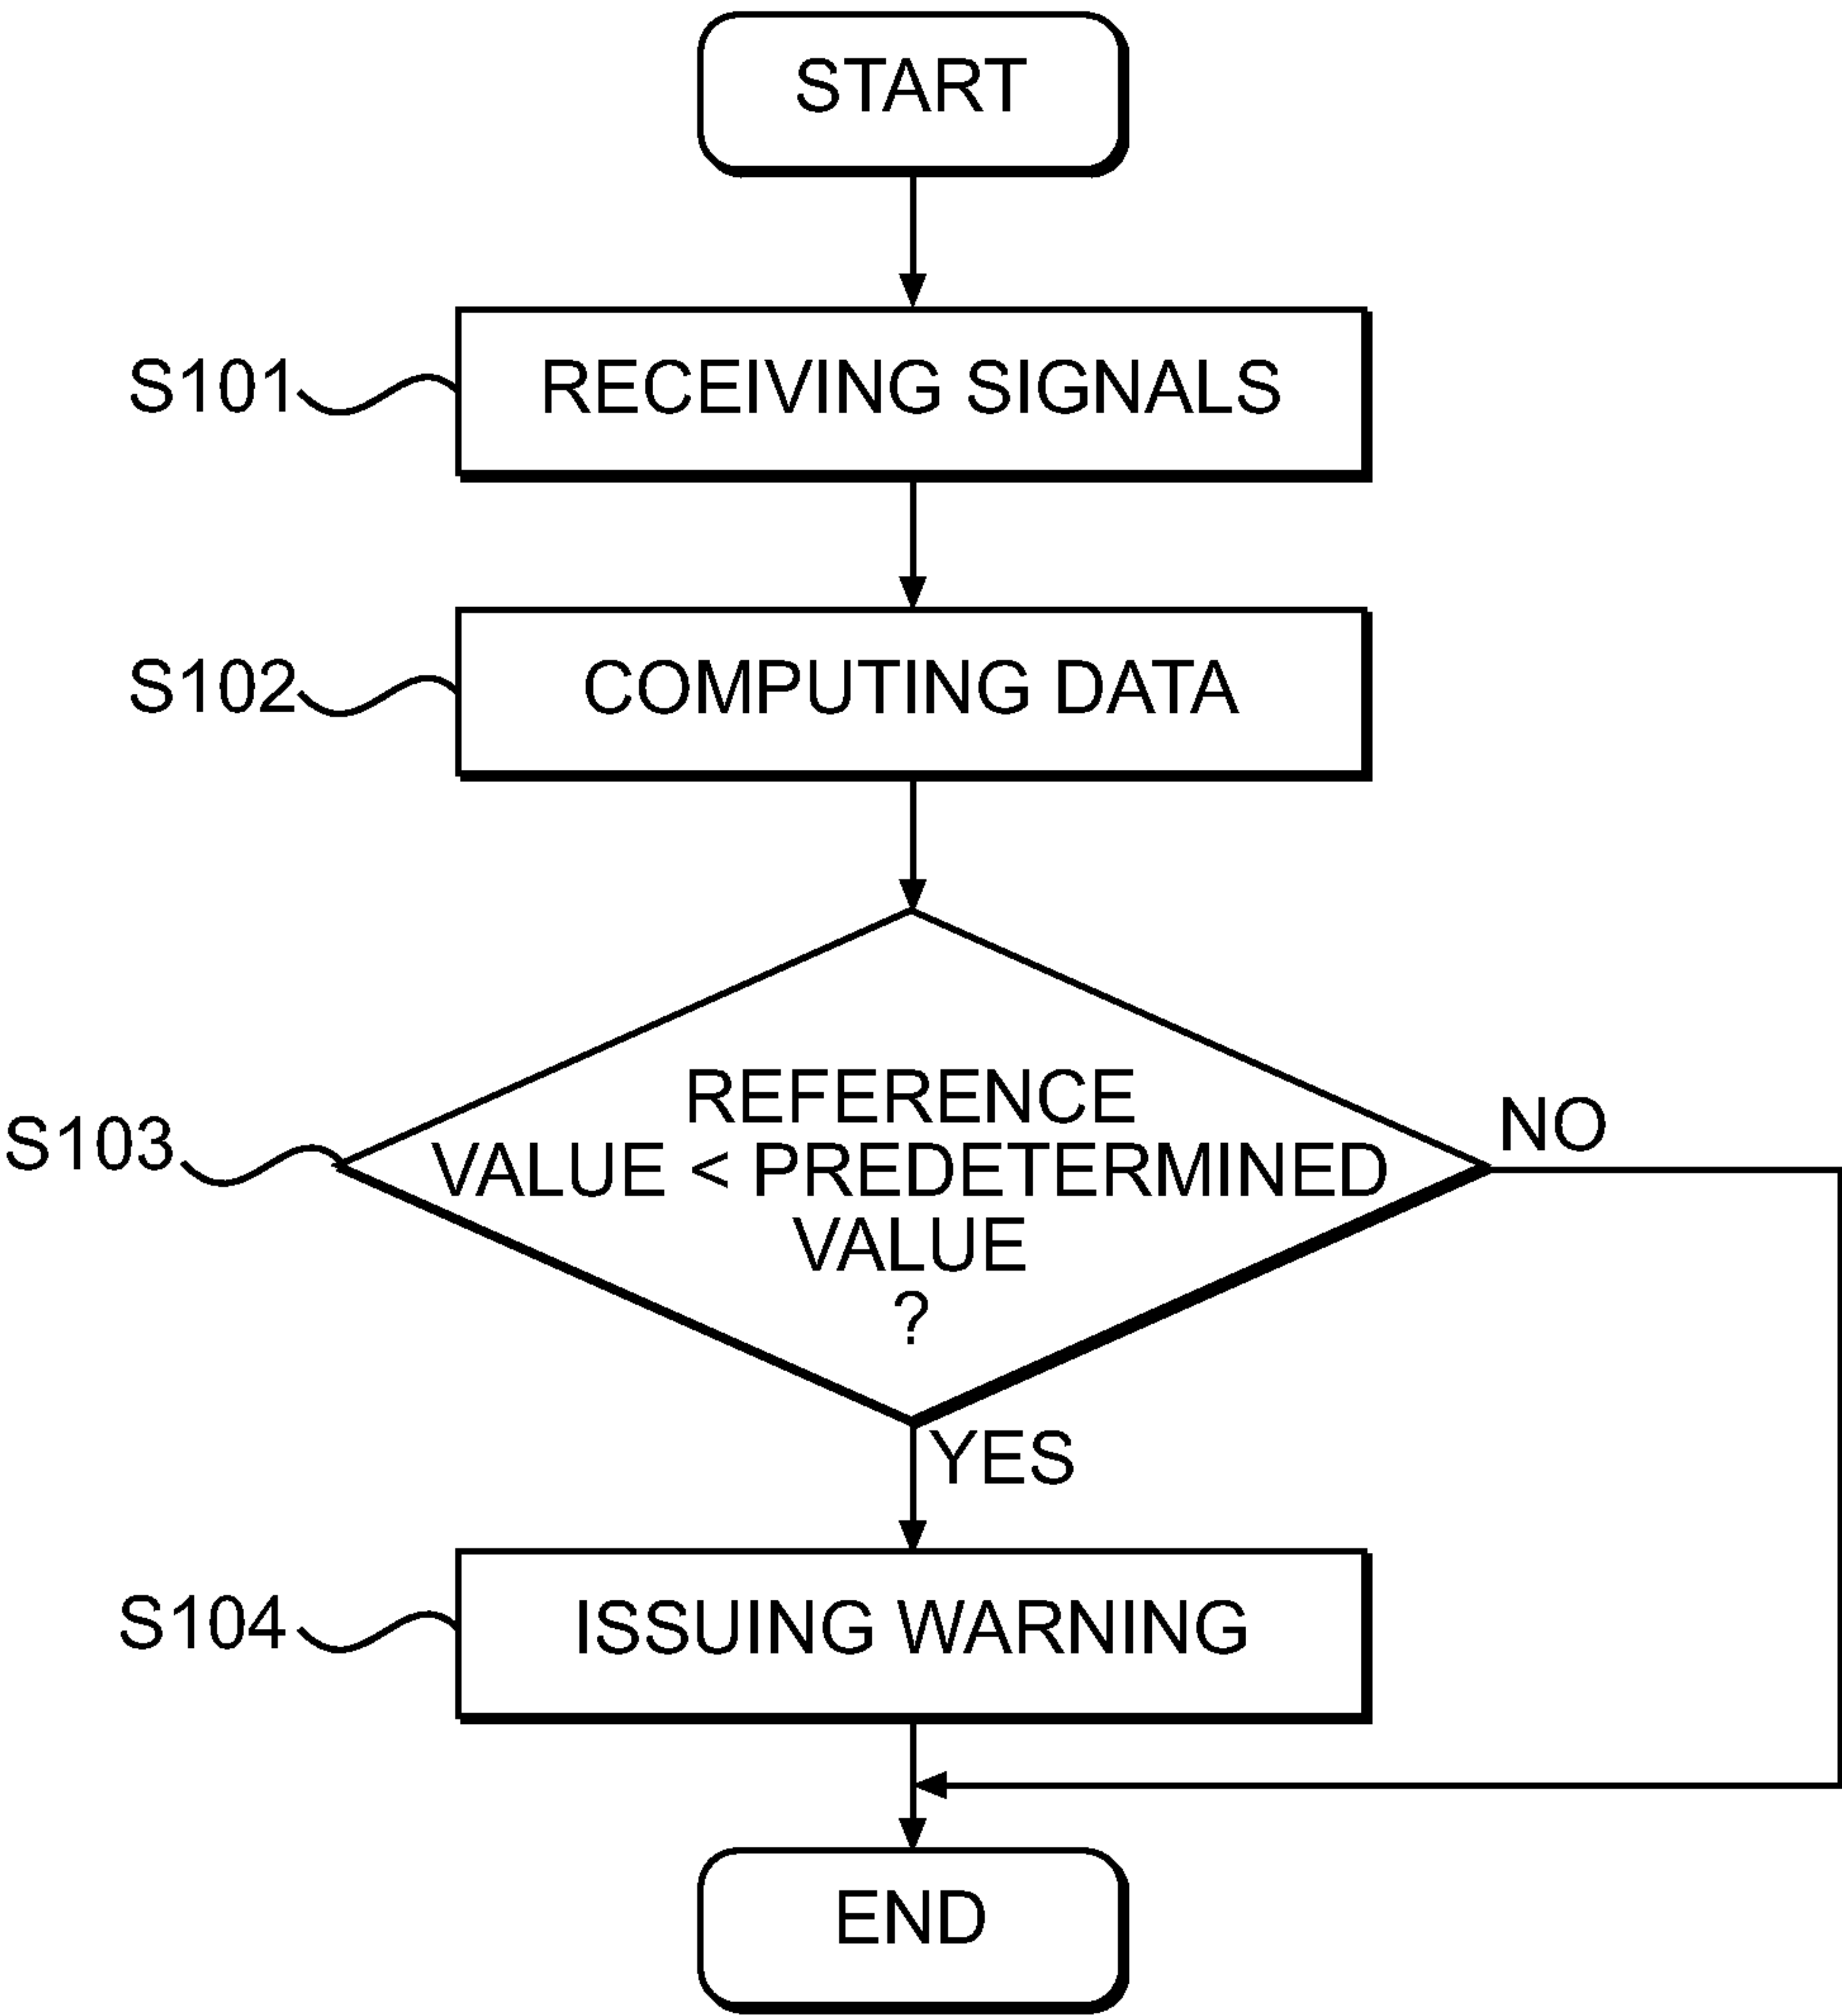 START
S101
RECEIVING SIGNALS
S102
COMPUTING DATA
S103
REFERENCE
VALUE < PREDETERMINED
VALUE
?
NO
YES
S104
ISSUING WARNING
END